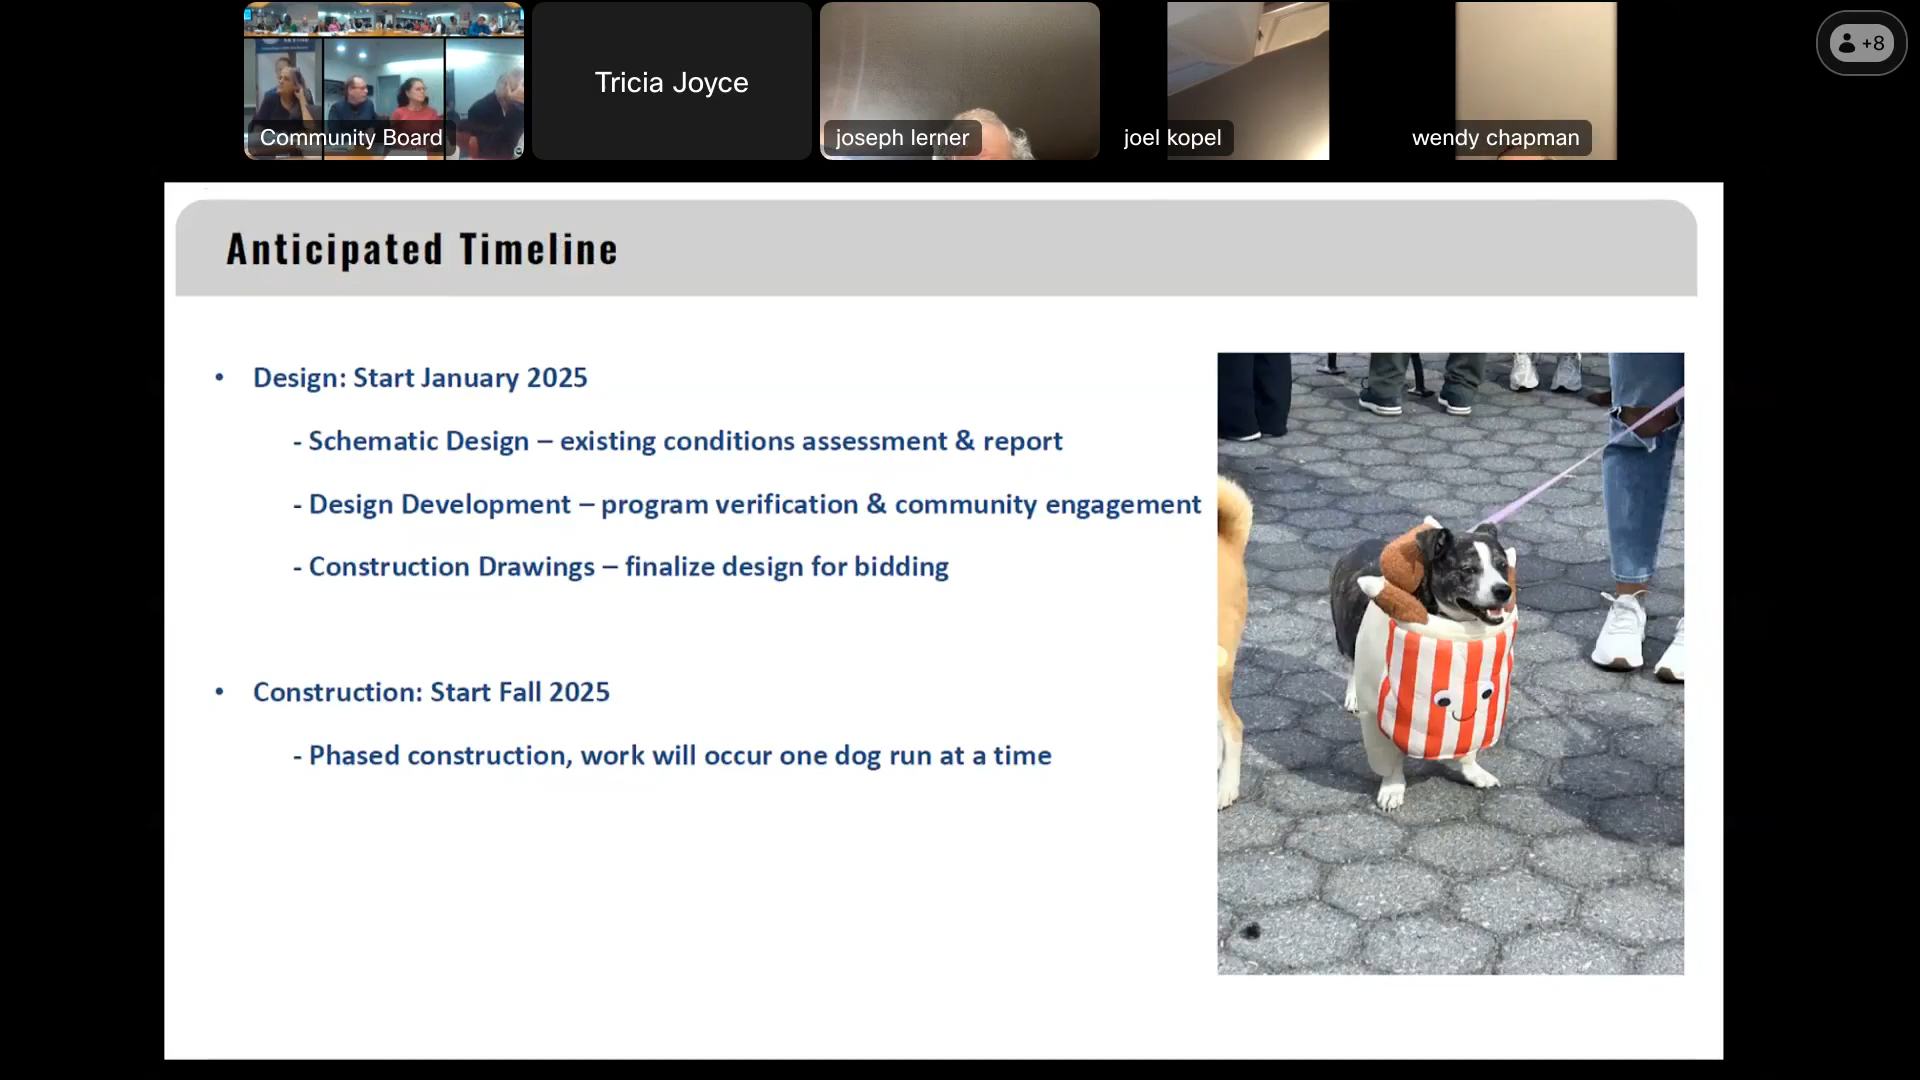 Community Board
Tricia Joyce
joseph lerner
joel kopel
wendy chapman
+8
Anticipated Timeline
• Design: Start January 2025
- Schematic Design – existing conditions assessment & report
- Design Development – program verification & community engagement
- Construction Drawings – finalize design for bidding
• Construction: Start Fall 2025
- Phased construction, work will occur one dog run at a time